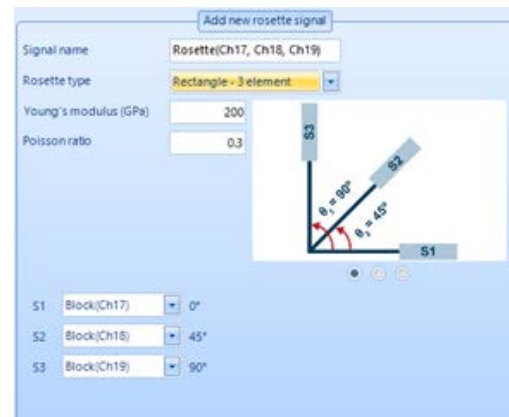 Add new rosette signal
Signal name Rosette(Ch17, Ch18, Ch19)
Rosette type Rectangle - 3 element
Young's modulus (GPa) 200
Poisson ratio 0.3
S3
S2
θ₃ = 90°
θ₂ = 45°
S1
S1 Block(Ch17) 0°
S2 Block(Ch18) 45°
S3 Block(Ch19) 90°